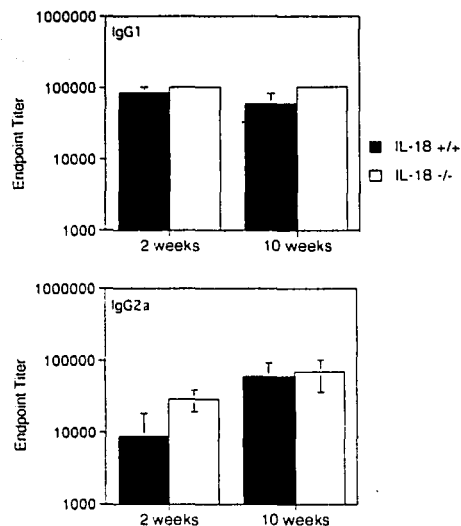 IgG1
1000000
100000
10000
1000
Endpoint Titer
2 weeks
10 weeks
IL-18 +/+
IL-18 -/-
IgG2a
1000000
100000
10000
1000
Endpoint Titer
2 weeks
10 weeks